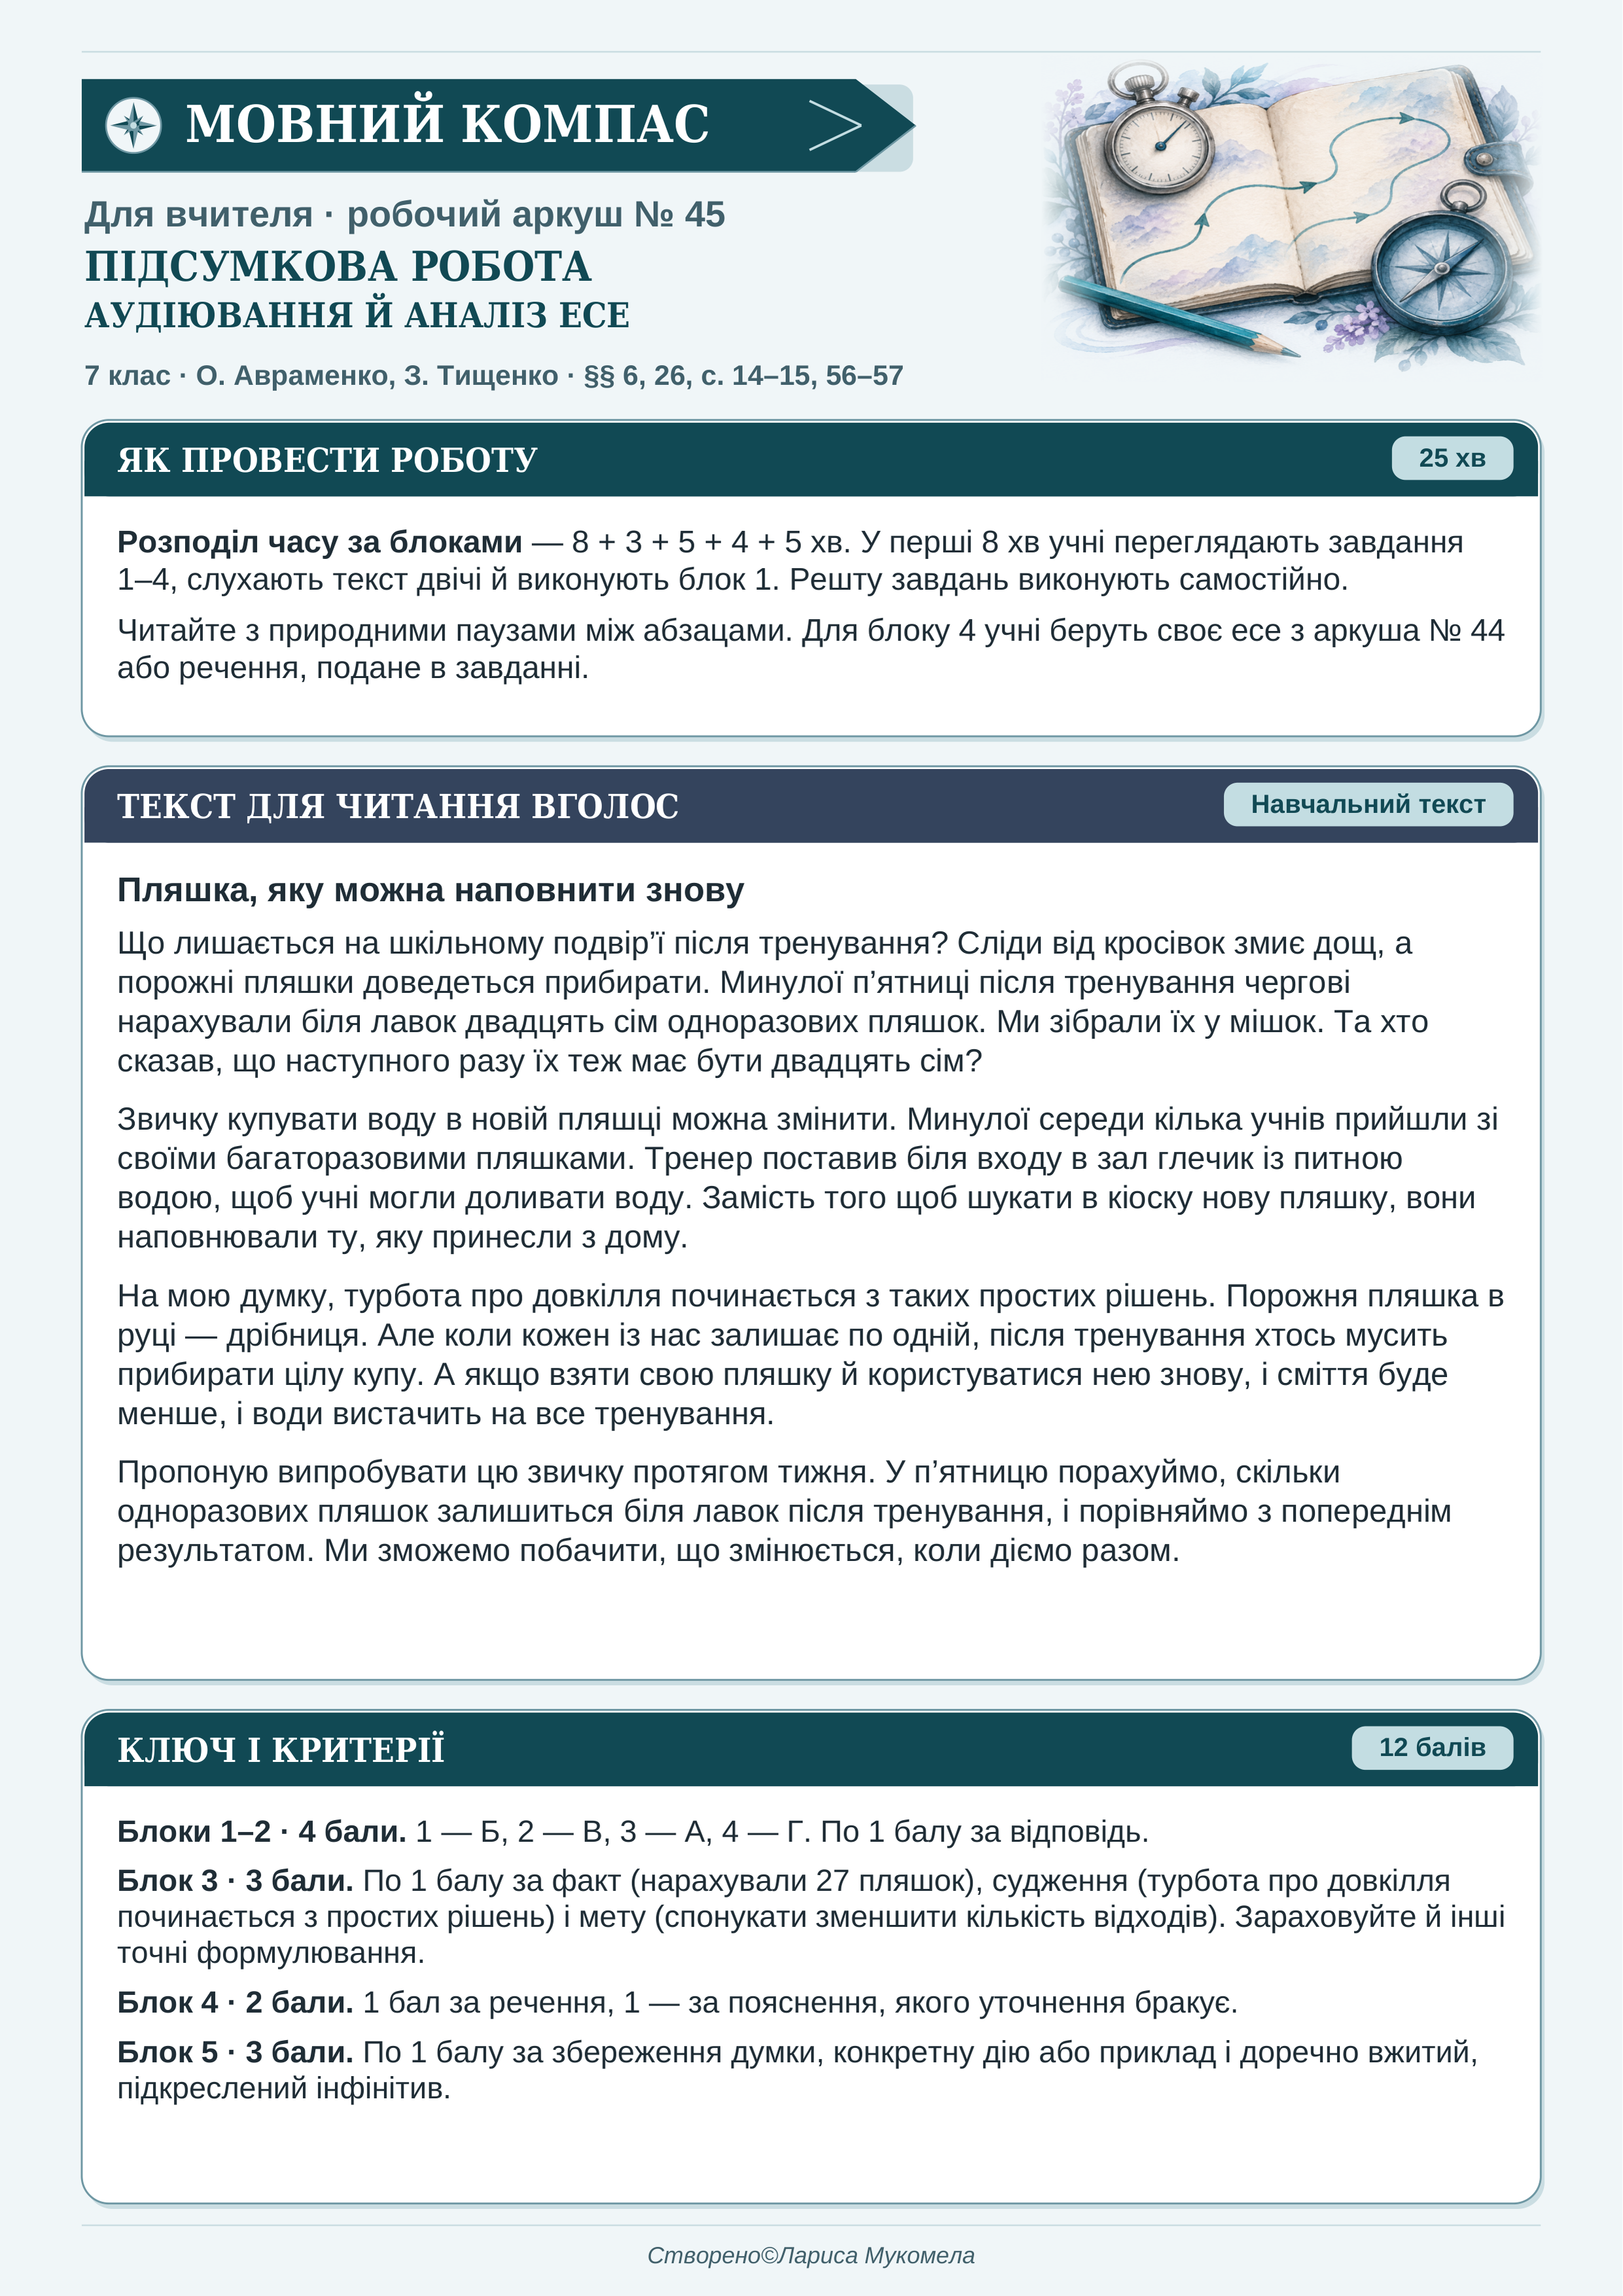 МОВНИЙ КОМПАС
Для вчителя · робочий аркуш № 45
ПІДСУМКОВА РОБОТА
АУДІЮВАННЯ Й АНАЛІЗ ЕСЕ
7 клас · О. Авраменко, З. Тищенко · §§ 6, 26, с. 14–15, 56–57
ЯК ПРОВЕСТИ РОБОТУ
25 хв
Розподіл часу за блоками — 8 + 3 + 5 + 4 + 5 хв. У перші 8 хв учні переглядають завдання
1–4, слухають текст двічі й виконують блок 1. Решту завдань виконують самостійно.
Читайте з природними паузами між абзацами. Для блоку 4 учні беруть своє есе з аркуша № 44
або речення, подане в завданні.
ТЕКСТ ДЛЯ ЧИТАННЯ ВГОЛОС
Навчальний текст
Пляшка, яку можна наповнити знову
Що лишається на шкільному подвір’ї після тренування? Сліди від кросівок змиє дощ, а
порожні пляшки доведеться прибирати. Минулої п’ятниці після тренування чергові
нарахували біля лавок двадцять сім одноразових пляшок. Ми зібрали їх у мішок. Та хто
сказав, що наступного разу їх теж має бути двадцять сім?
Звичку купувати воду в новій пляшці можна змінити. Минулої середи кілька учнів прийшли зі
своїми багаторазовими пляшками. Тренер поставив біля входу в зал глечик із питною
водою, щоб учні могли доливати воду. Замість того щоб шукати в кіоску нову пляшку, вони
наповнювали ту, яку принесли з дому.
На мою думку, турбота про довкілля починається з таких простих рішень. Порожня пляшка в
руці — дрібниця. Але коли кожен із нас залишає по одній, після тренування хтось мусить
прибирати цілу купу. А якщо взяти свою пляшку й користуватися нею знову, і сміття буде
менше, і води вистачить на все тренування.
Пропоную випробувати цю звичку протягом тижня. У п’ятницю порахуймо, скільки
одноразових пляшок залишиться біля лавок після тренування, і порівняймо з попереднім
результатом. Ми зможемо побачити, що змінюється, коли діємо разом.
КЛЮЧ І КРИТЕРІЇ
12 балів
Блоки 1–2 · 4 бали. 1 — Б, 2 — В, 3 — А, 4 — Г. По 1 балу за відповідь.
Блок 3 · 3 бали. По 1 балу за факт (нарахували 27 пляшок), судження (турбота про довкілля
починається з простих рішень) і мету (спонукати зменшити кількість відходів). Зараховуйте й інші
точні формулювання.
Блок 4 · 2 бали. 1 бал за речення, 1 — за пояснення, якого уточнення бракує.
Блок 5 · 3 бали. По 1 балу за збереження думки, конкретну дію або приклад і доречно вжитий,
підкреслений інфінітив.
Створено©Лариса Мукомела